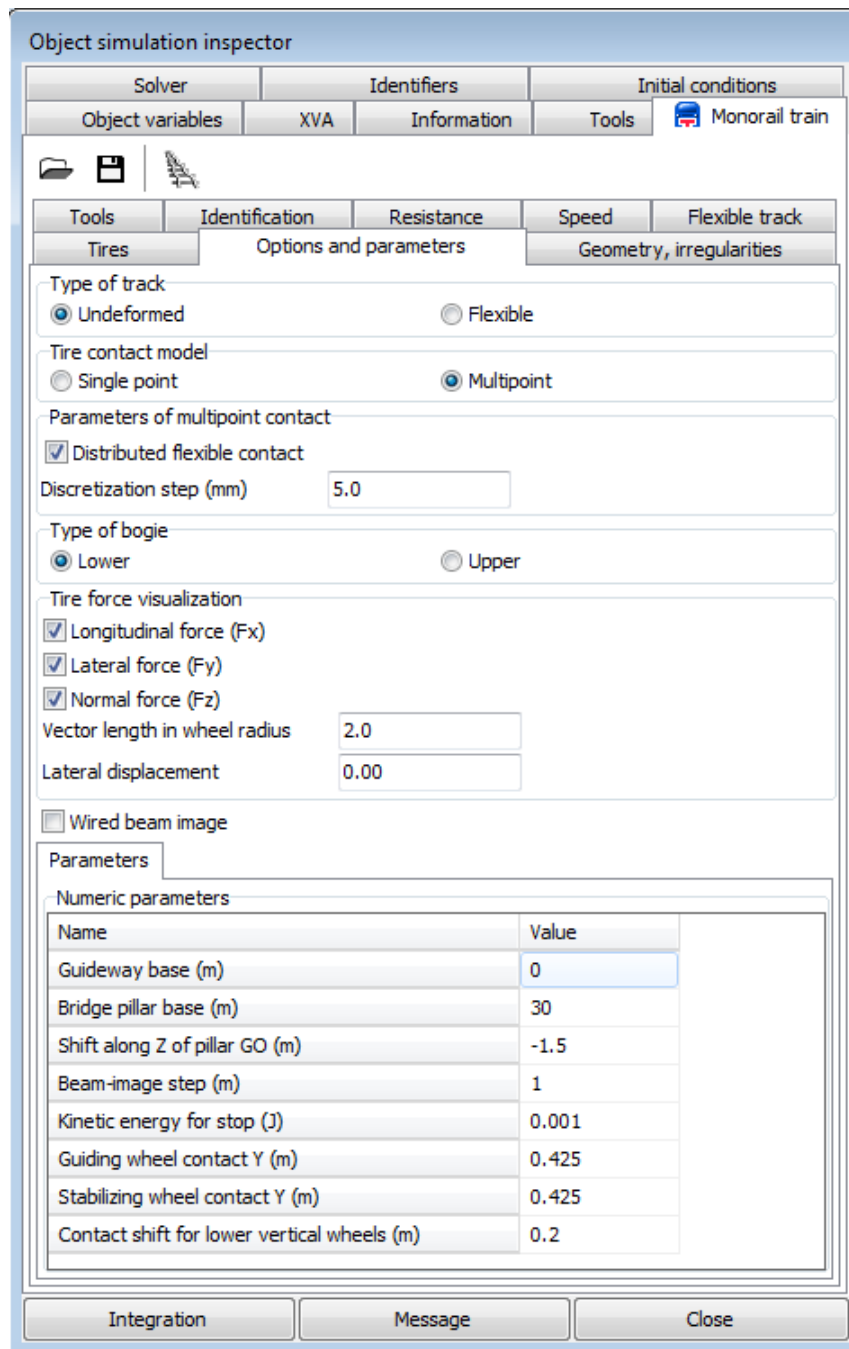 Object simulation inspector
Solver Identifiers Initial conditions
Object variables XVA Information Tools Monorail train
Tools Identification Resistance Speed Flexible track
Tires Options and parameters Geometry, irregularities
Type of track
Undeformed Flexible
Tire contact model
Single point Multipoint
Parameters of multipoint contact
Distributed flexible contact
Discretization step (mm) 5.0
Type of bogie
Lower Upper
Tire force visualization
Longitudinal force (Fx)
Lateral force (Fy)
Normal force (Fz)
Vector length in wheel radius 2.0
Lateral displacement 0.00
Wired beam image
Parameters
Numeric parameters
Name Value
Guideway base (m) 0
Bridge pillar base (m) 30
Shift along Z of pillar GO (m) -1.5
Beam-image step (m) 1
Kinetic energy for stop (J) 0.001
Guiding wheel contact Y (m) 0.425
Stabilizing wheel contact Y (m) 0.425
Contact shift for lower vertical wheels (m) 0.2
Integration Message Close